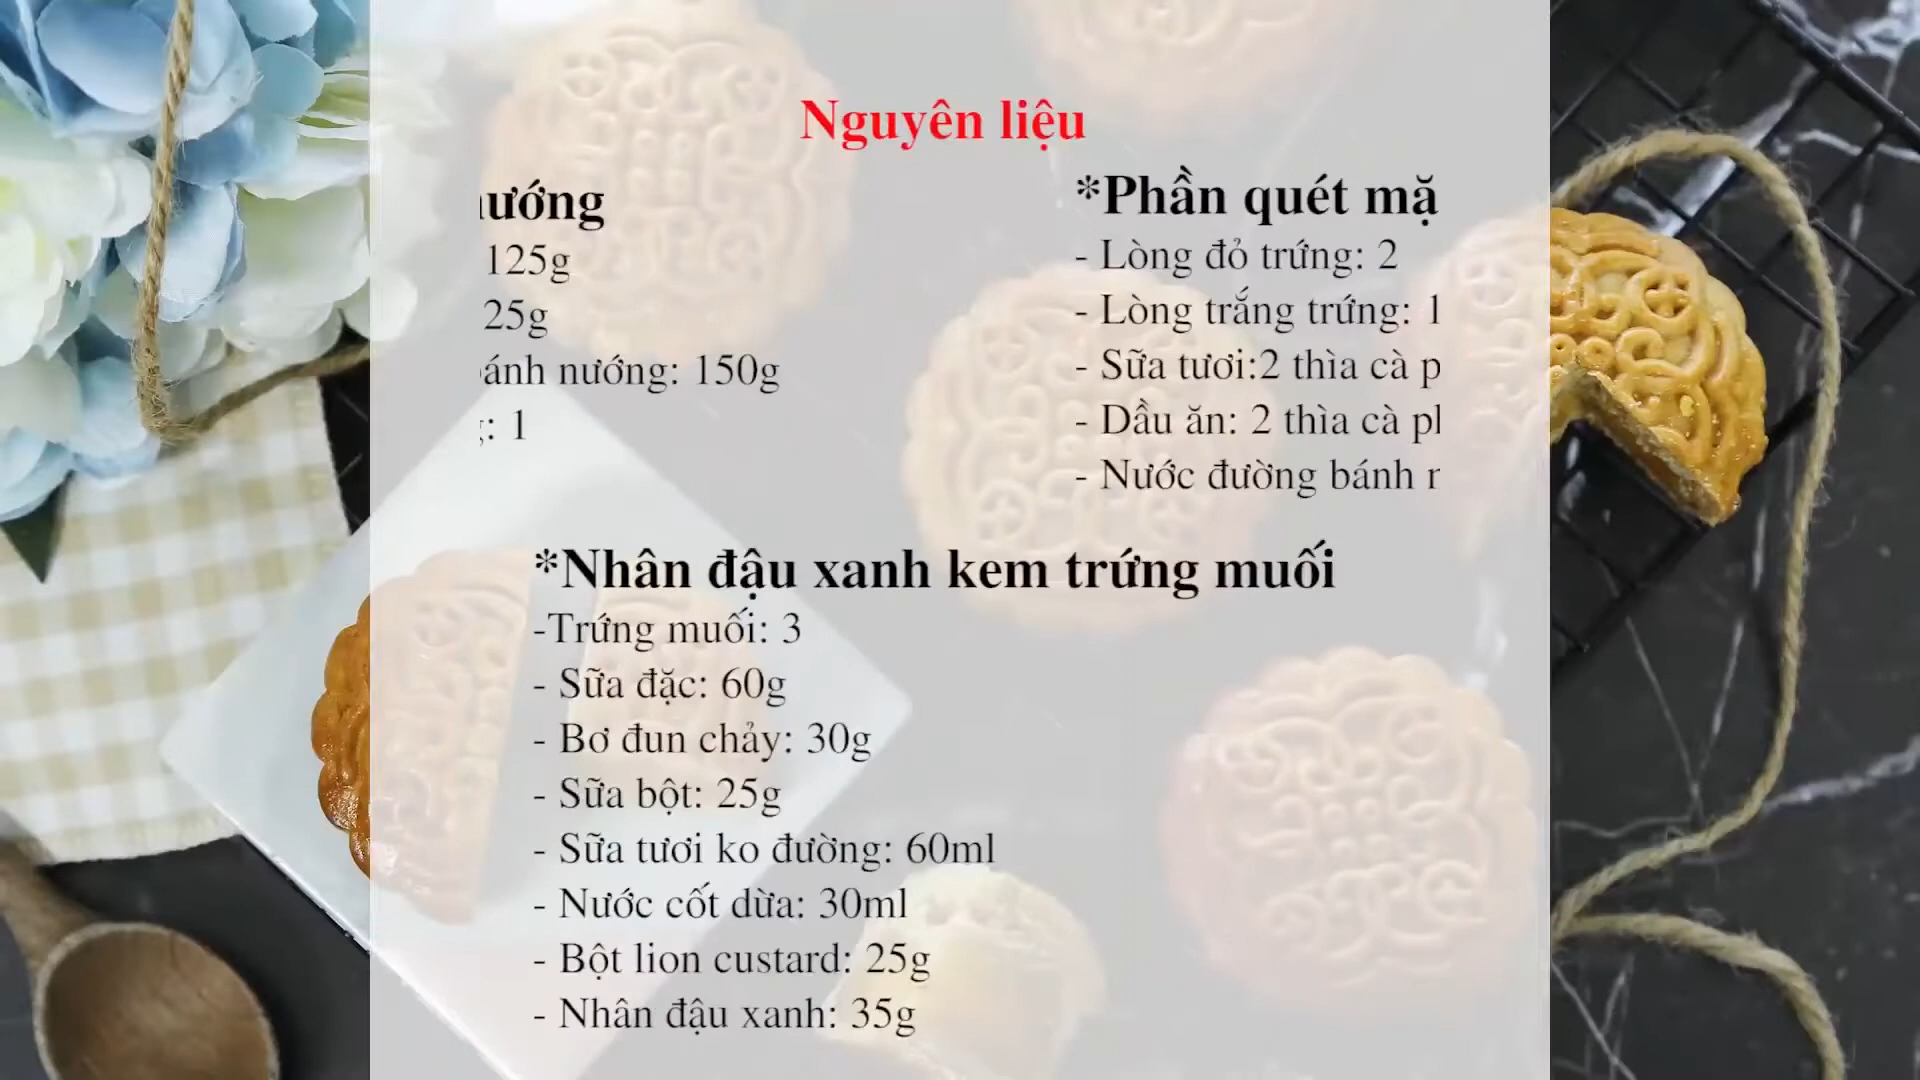 Nguyên liệu
125g
25g
nướng: 150g
1
*Phần quét
- Lòng đỏ trứng: 2
- Lòng trắng trứng: 1
- Sữa tươi:2 thìa cà
- Dầu ăn: 2 thìa cà
- Nước đường bánh
*Nhân đậu xanh kem trứng muối
-Trứng muối: 3
- Sữa đặc: 60g
- Bơ đun chảy: 30g
- Sữa bột: 25g
- Sữa tươi ko đường: 60ml
- Nước cốt dừa: 30ml
- Bột lion custard: 25g
- Nhân đậu xanh: 35g